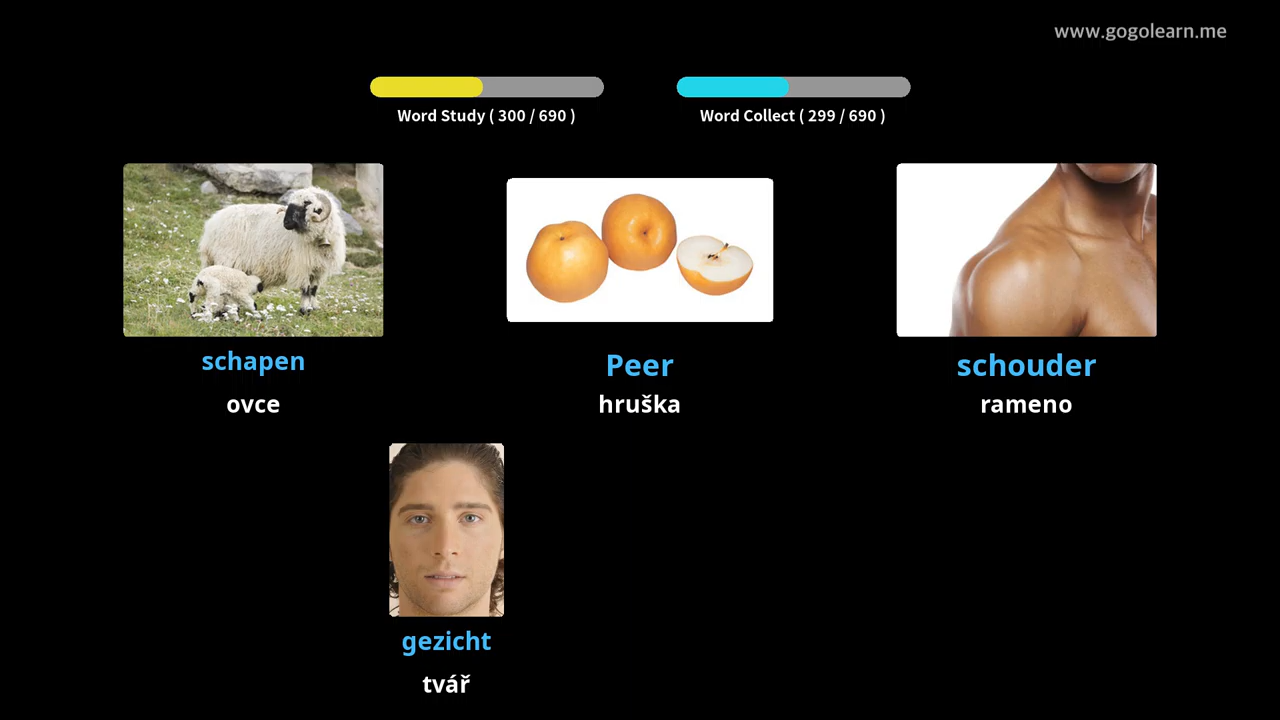 www.gogolearn.me
Word Study ( 300 / 690 )
Word Collect ( 299 / 690 )
schapen
ovce
Peer
hruška
schouder
rameno
gezicht
tvář